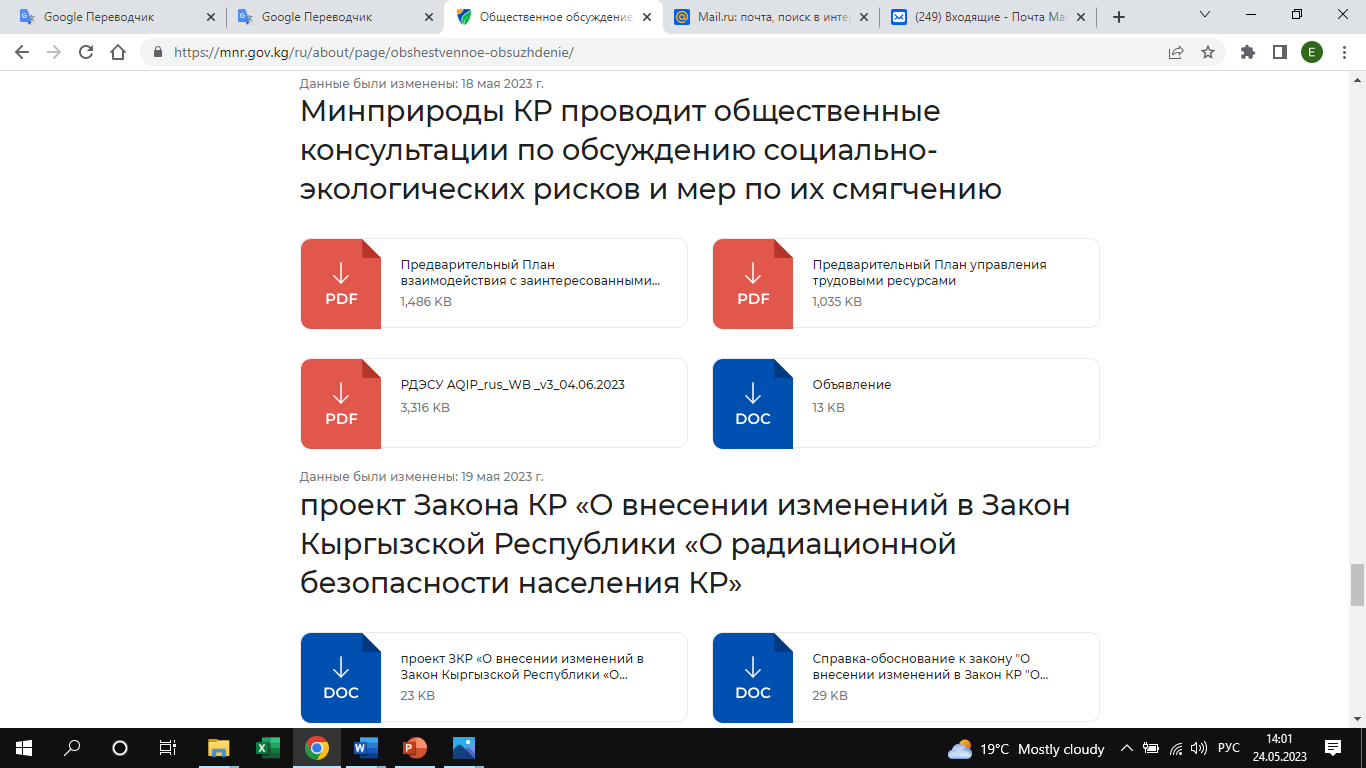 Google Переводчик
Google Переводчик
Общественное обсуждение
Mail.ru: почта, поиск в инте
(249) Входящие - Почта Mai
https://mnr.gov.kg/ru/about/page/obshestvennoe-obsuzhdenie/
E
Данные были изменены: 18 мая 2023 г.
Минприроды КР проводит общественные
консультации по обсуждению социально-
экологических рисков и мер по их смягчению
PDF
Предварительный План
взаимодействия с заинтересованными...
1,486 KB
PDF
Предварительный План управления
трудовыми ресурсами
1,035 KB
PDF
РДЭСУ AQIP_rus_WB _v3_04.06.2023
3,316 KB
DOC
Объявление
13 KB
Данные были изменены: 19 мая 2023 г.
проект Закона КР «О внесении изменений в Закон
Кыргызской Республики «О радиационной
безопасности населения КР»
DOC
проект ЗКР «О внесении изменений в
Закон Кыргызской Республики «О...
23 KB
DOC
Справка-обоснование к закону "О
внесении изменений в Закон КР "О...
29 KB
19°C Mostly cloudy
РУС
14:01
24.05.2023